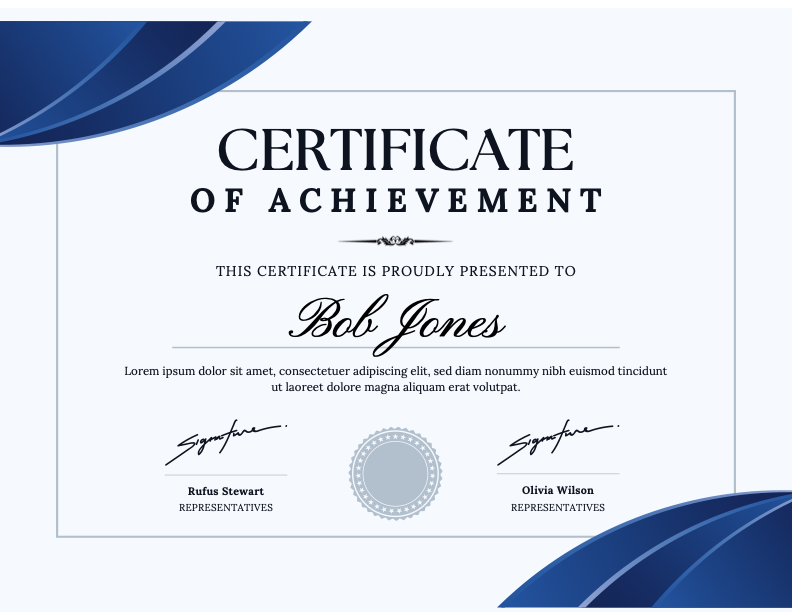 CERTIFICATE
OF ACHIEVEMENT
THIS CERTIFICATE IS PROUDLY PRESENTED TO
Bob Jones
Lorem ipsum dolor sit amet, consectetuer adipiscing elit, sed diam nonummy nibh euismod tincidunt
ut laoreet dolore magna aliquam erat volutpat.
Signature Signature
Rufus Stewart Olivia Wilson
REPRESENTATIVES REPRESENTATIVES